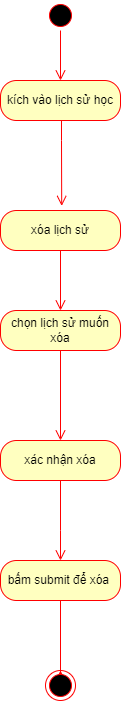 kích vào lịch sử học
xóa lịch sử
chọn lịch sử muốn
xóa
xác nhận xóa
bấm submit để xóa